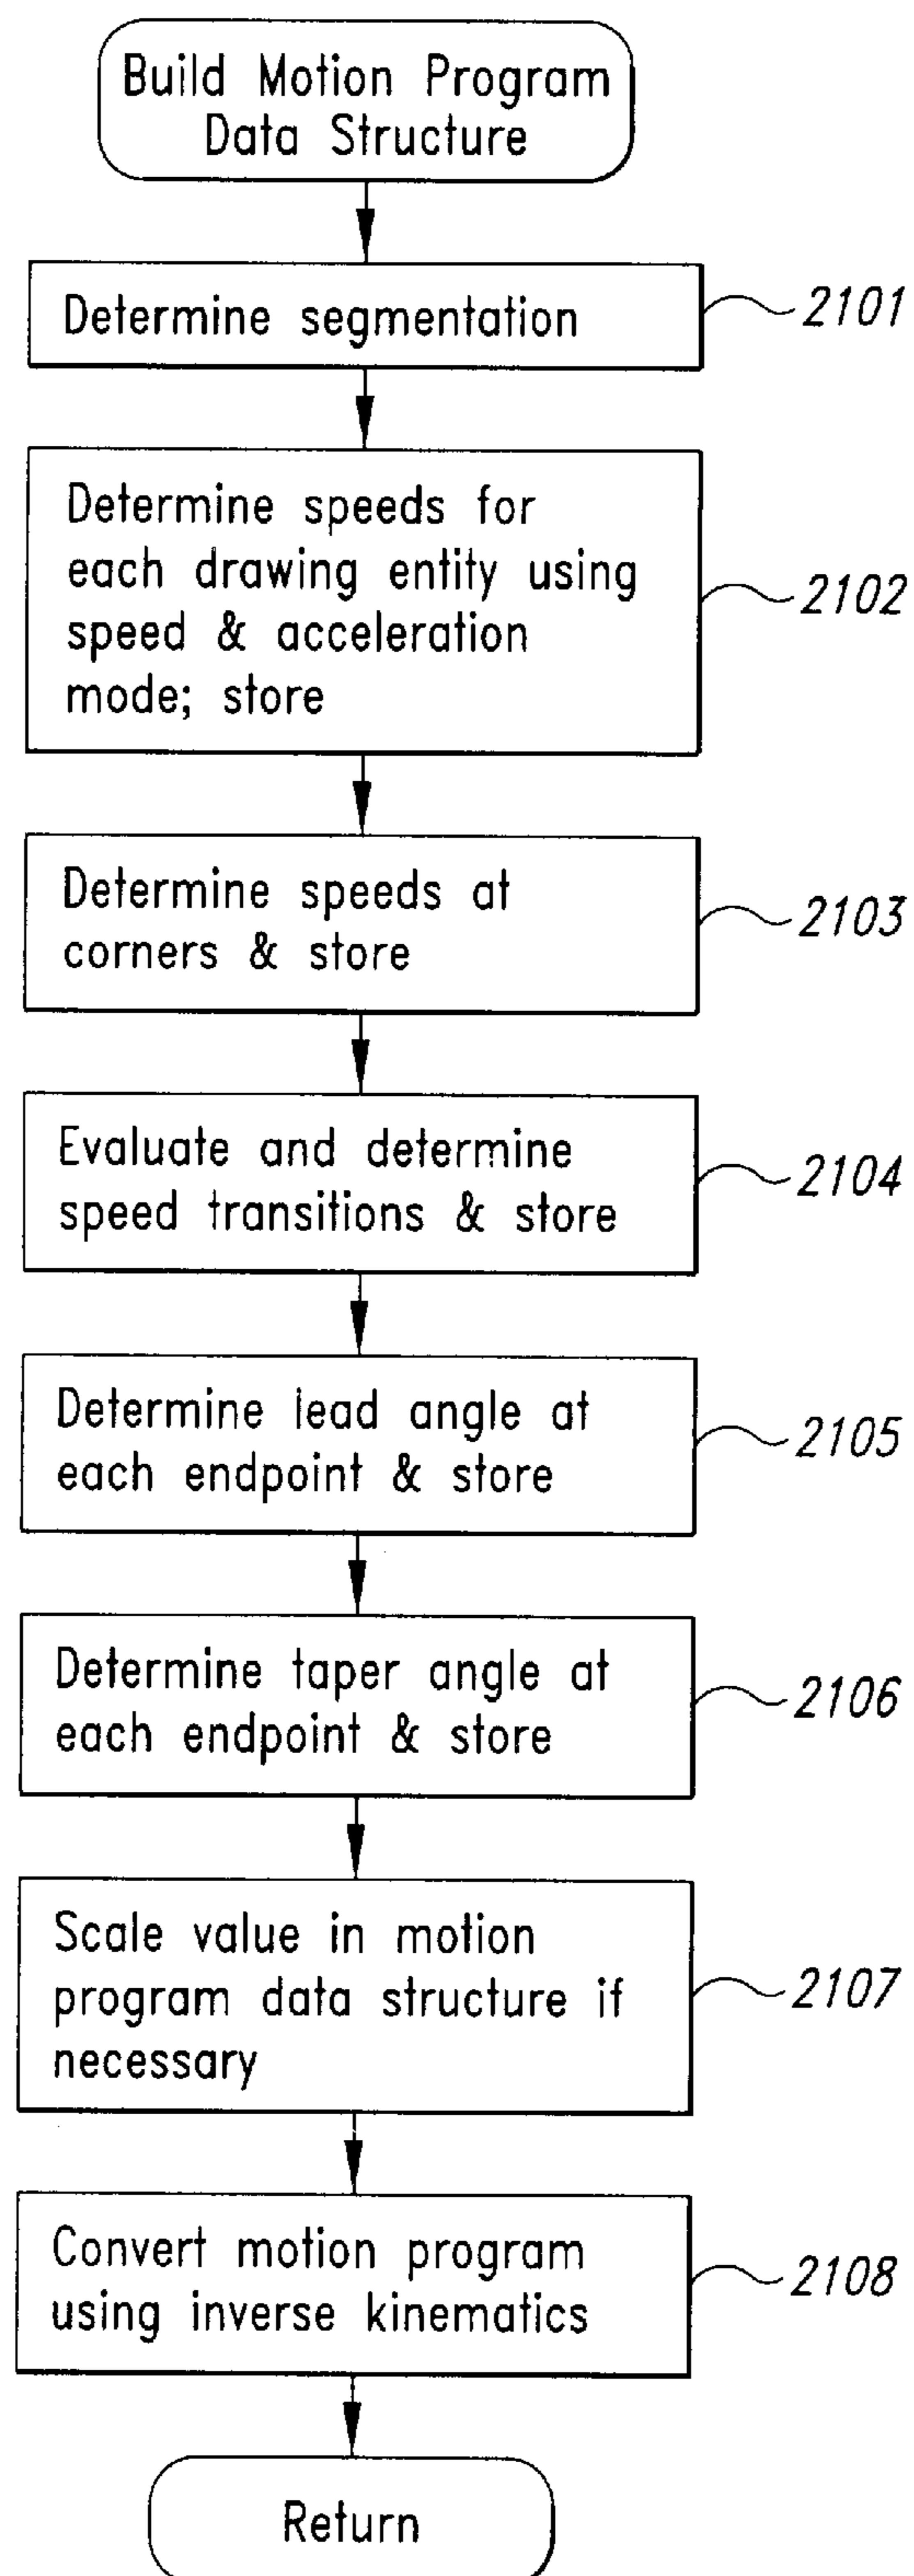 Build Motion Program
Data Structure
Determine segmentation
2101
Determine speeds for
each drawing entity using
speed & acceleration
mode; store
2102
Determine speeds at
corners & store
2103
Evaluate and determine
speed transitions & store
2104
Determine lead angle at
each endpoint & store
2105
Determine taper angle at
each endpoint & store
2106
Scale value in motion
program data structure if
necessary
2107
Convert motion program
using inverse kinematics
2108
Return